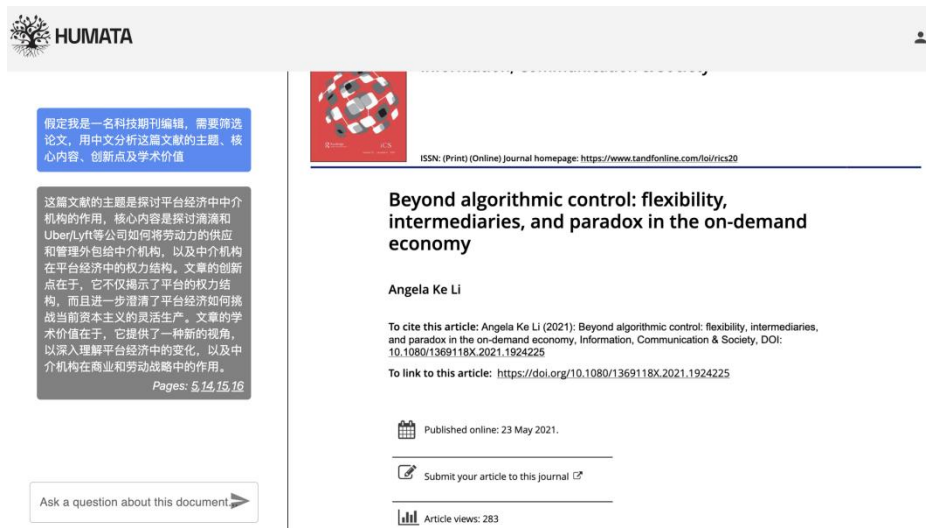 HUMATA
假定我是一名科技期刊编辑，需要筛选
论文，用中文分析这篇文献的主题、核
心内容、创新点及学术价值
这篇文献的主题是探讨平台经济中中介
机构的作用，核心内容是探讨滴滴和
Uber/Lyft等公司如何将劳动力的供应
和管理外包给中介机构，以及中介机构
在平台经济中的权力结构。文章的创新
点在于，它不仅揭示了平台的权力结
构，而且进一步澄清了平台经济如何挑
战当前资本主义的灵活生产。文章的学
术价值在于，它提供了一种新的视角，
以深入理解平台经济中的变化，以及中
介机构在商业和劳动战略中的作用。
Pages: 5,14,15,16
Ask a question about this document.
ISSN: (Print) (Online) Journal homepage: https://www.tandfonline.com/loi/rics20
Beyond algorithmic control: flexibility,
intermediaries, and paradox in the on-demand
economy
Angela Ke Li
To cite this article: Angela Ke Li (2021): Beyond algorithmic control: flexibility, intermediaries,
and paradox in the on-demand economy, Information, Communication & Society, DOI:
10.1080/1369118X.2021.1924225
To link to this article: https://doi.org/10.1080/1369118X.2021.1924225
Published online: 23 May 2021.
Submit your article to this journal
Article views: 283